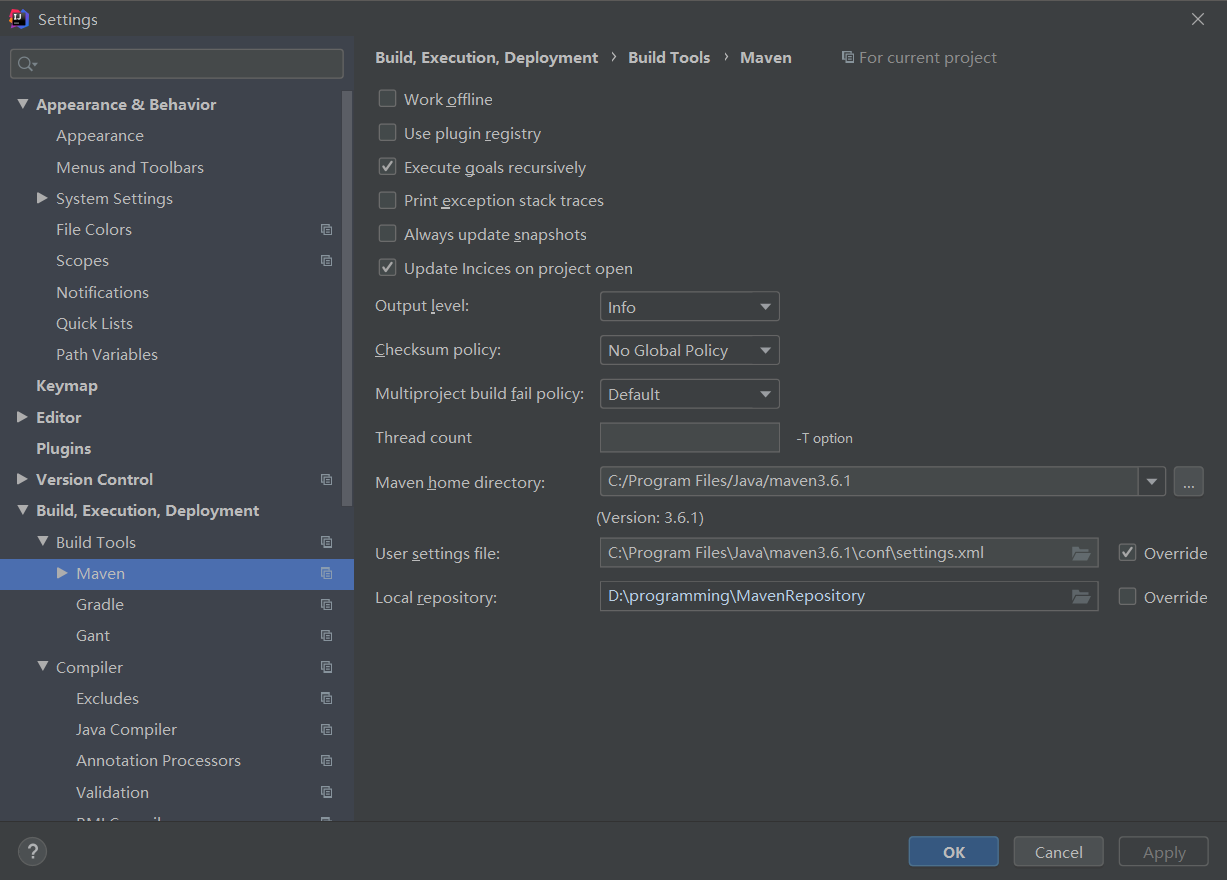 Settings
Appearance & Behavior
Appearance
Menus and Toolbars
System Settings
File Colors
Scopes
Notifications
Quick Lists
Path Variables
Keymap
Editor
Plugins
Version Control
Build, Execution, Deployment
Build Tools
Maven
Gradle
Gant
Compiler
Excludes
Java Compiler
Annotation Processors
Validation
Build, Execution, Deployment › Build Tools › Maven For current project
Work offline
Use plugin registry
Execute goals recursively
Print exception stack traces
Always update snapshots
Update Incices on project open
Output level: Info
Checksum policy: No Global Policy
Multiproject build fail policy: Default
Thread count -T option
Maven home directory: C:/Program Files/Java/maven3.6.1 ...
(Version: 3.6.1)
User settings file: C:\Program Files\Java\maven3.6.1\conf\settings.xml Override
Local repository: D:\programming\MavenRepository Override
? OK Cancel Apply